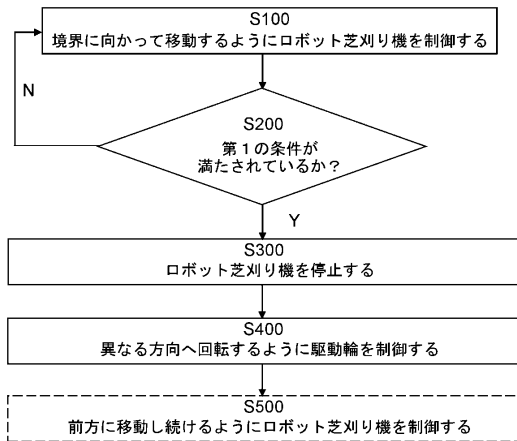 S100
境界に向かって移動するようにロボット芝刈り機を制御する
N
S200
第1の条件が
満たされているか？
Y
S300
ロボット芝刈り機を停止する
S400
異なる方向へ回転するように駆動輪を制御する
S500
前方に移動し続けるようにロボット芝刈り機を制御する